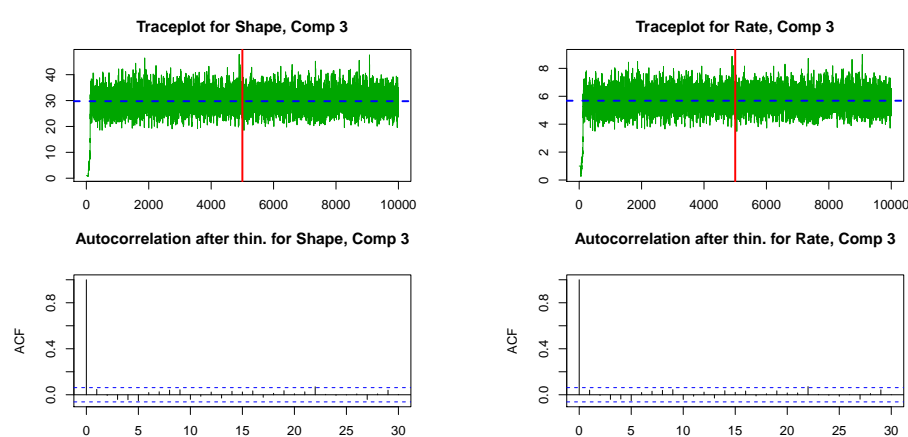 Traceplot for Shape, Comp 3
40
30
20
10
0
0 2000 4000 6000 8000 10000
Traceplot for Rate, Comp 3
8
6
4
2
0
0 2000 4000 6000 8000 10000
Autocorrelation after thin. for Shape, Comp 3
ACF
0.8
0.4
0.0
0 5 10 15 20 25 30
Autocorrelation after thin. for Rate, Comp 3
ACF
0.8
0.4
0.0
0 5 10 15 20 25 30